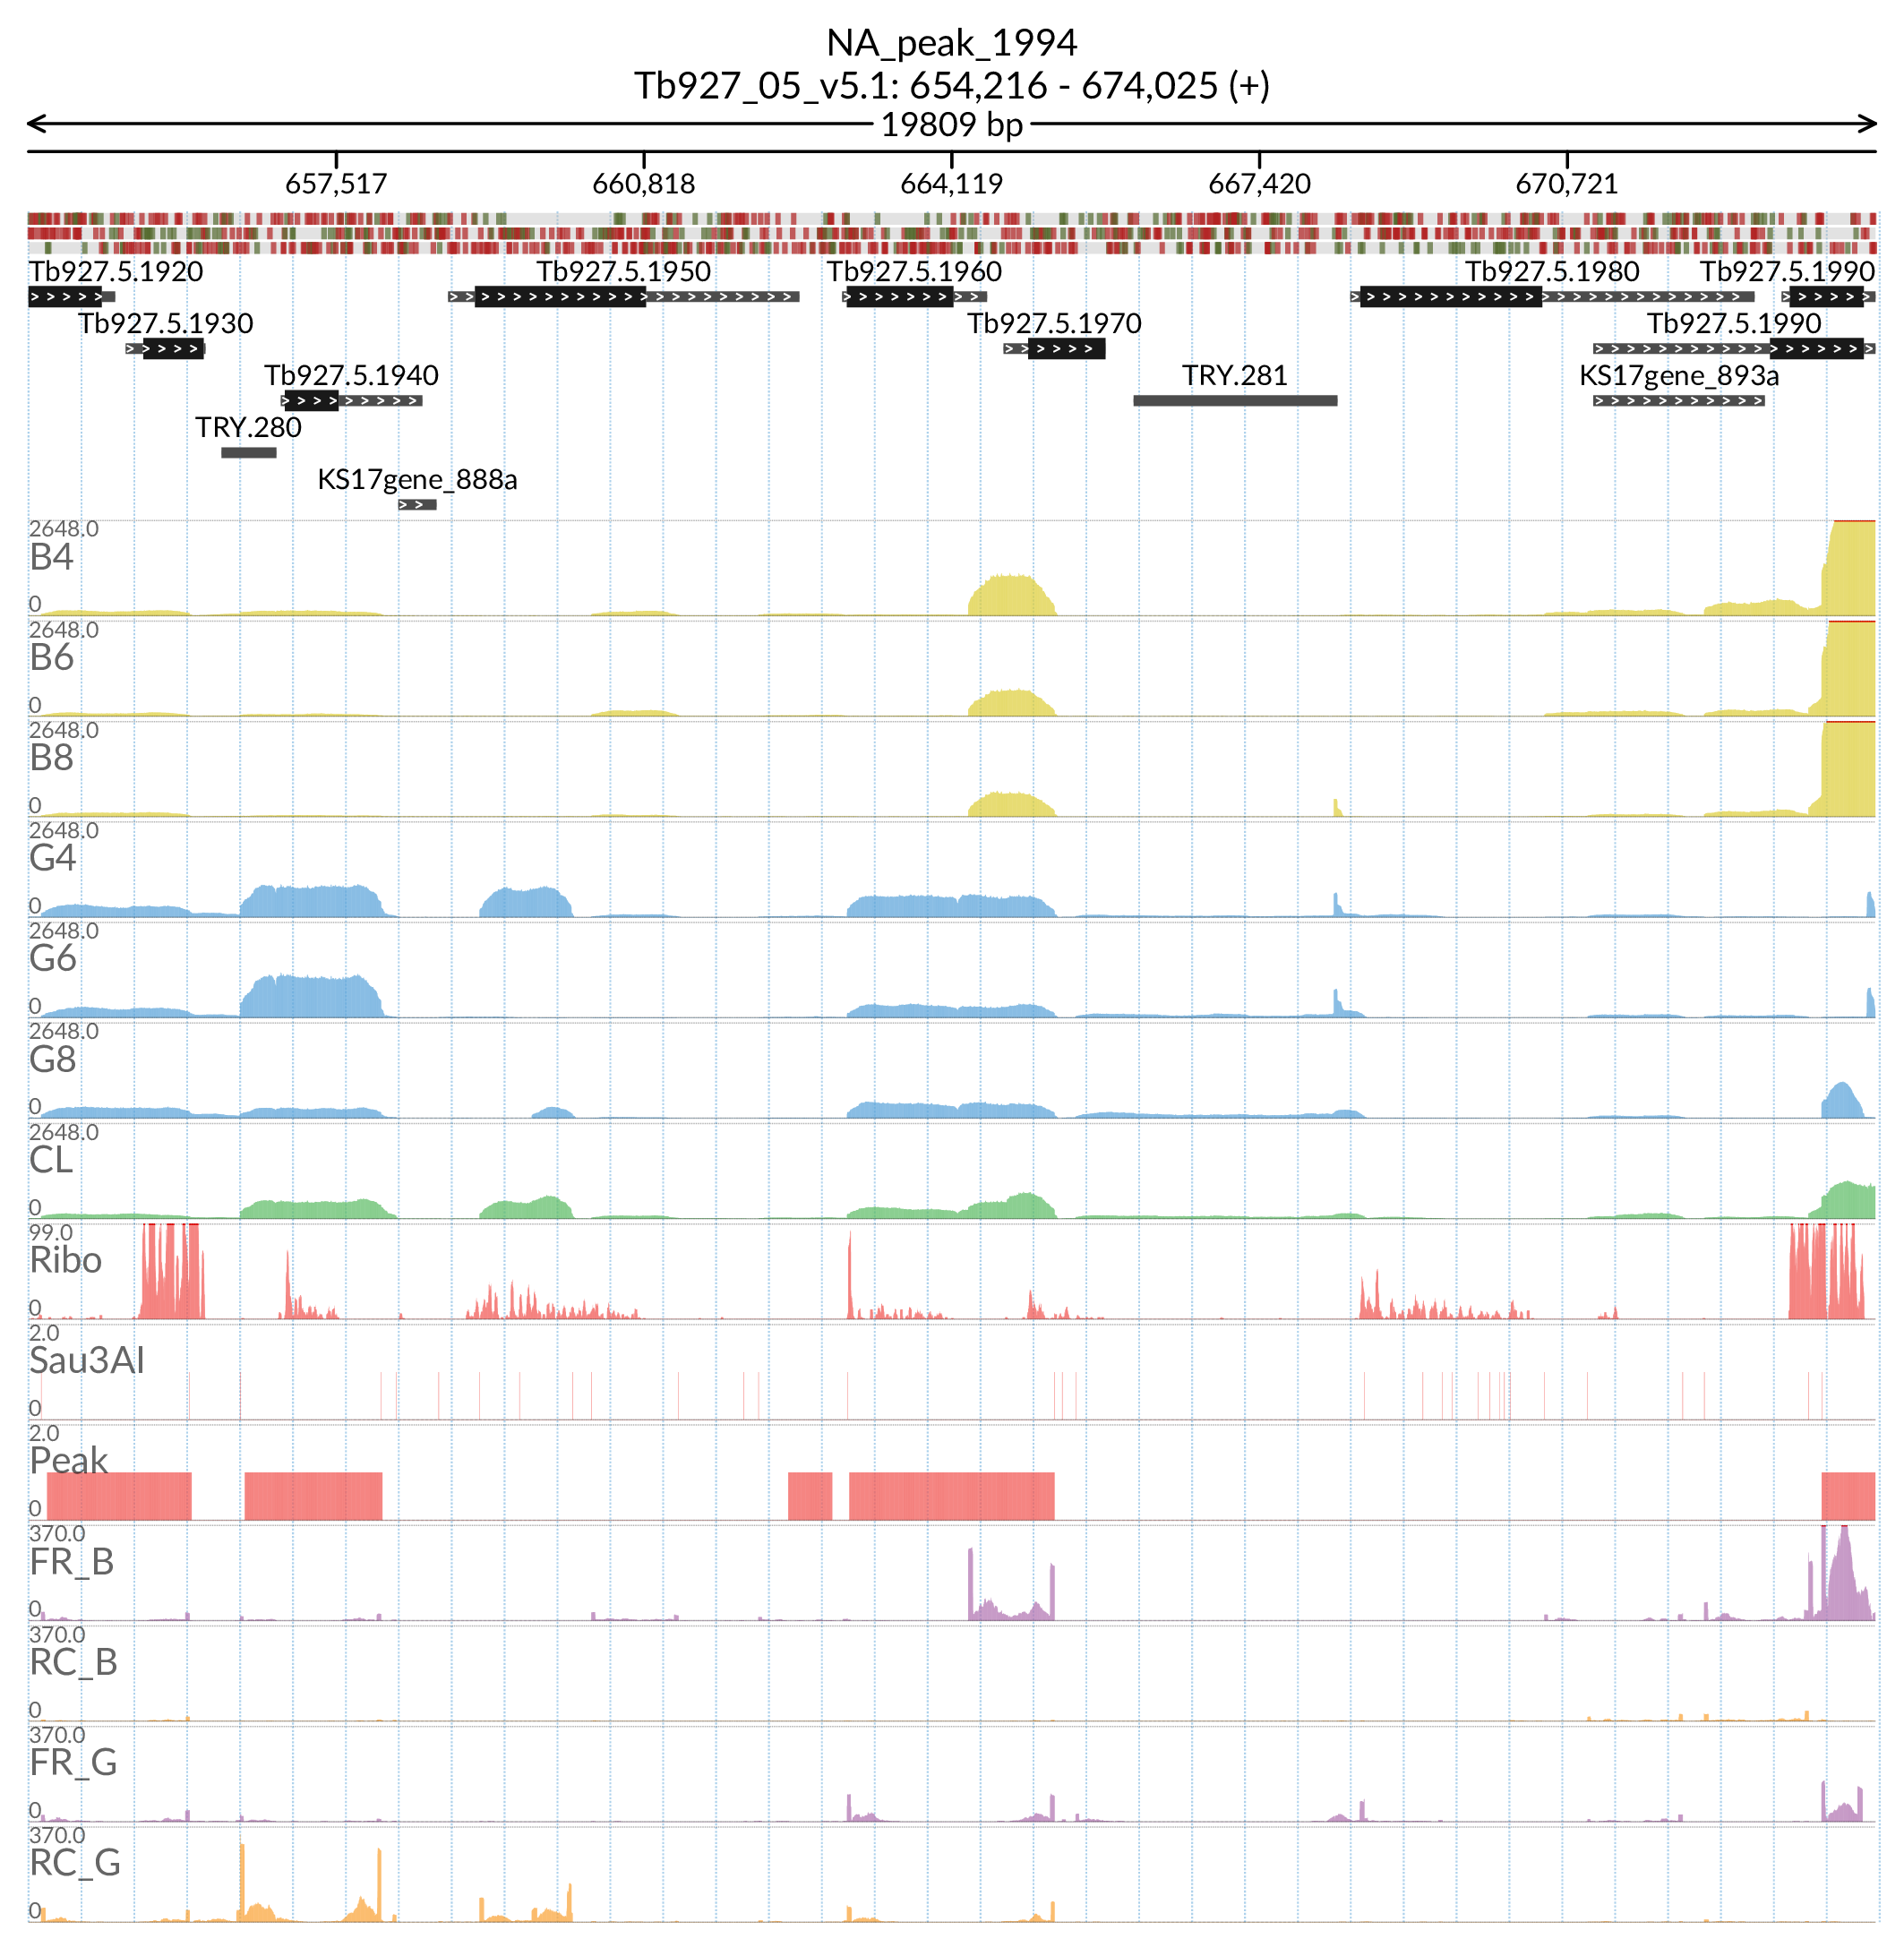 NA_peak_1994
Tb927_05_v5.1: 654,216 - 674,025 (+)
19809 bp
657,517 660,818 664,119 667,420 670,721
Tb927.5.1920 Tb927.5.1950 Tb927.5.1960 Tb927.5.1980 Tb927.5.1990
Tb927.5.1930 Tb927.5.1970 Tb927.5.1990
Tb927.5.1940 TRY.281 KS17gene_893a
TRY.280
KS17gene_888a
2648.0
B4
0
2648.0
B6
0
2648.0
B8
0
2648.0
G4
0
2648.0
G6
0
2648.0
G8
0
2648.0
CL
0
99.0
Ribo
0
2.0
Sau3AI
0
2.0
Peak
0
370.0
FR_B
0
370.0
RC_B
0
370.0
FR_G
0
370.0
RC_G
0